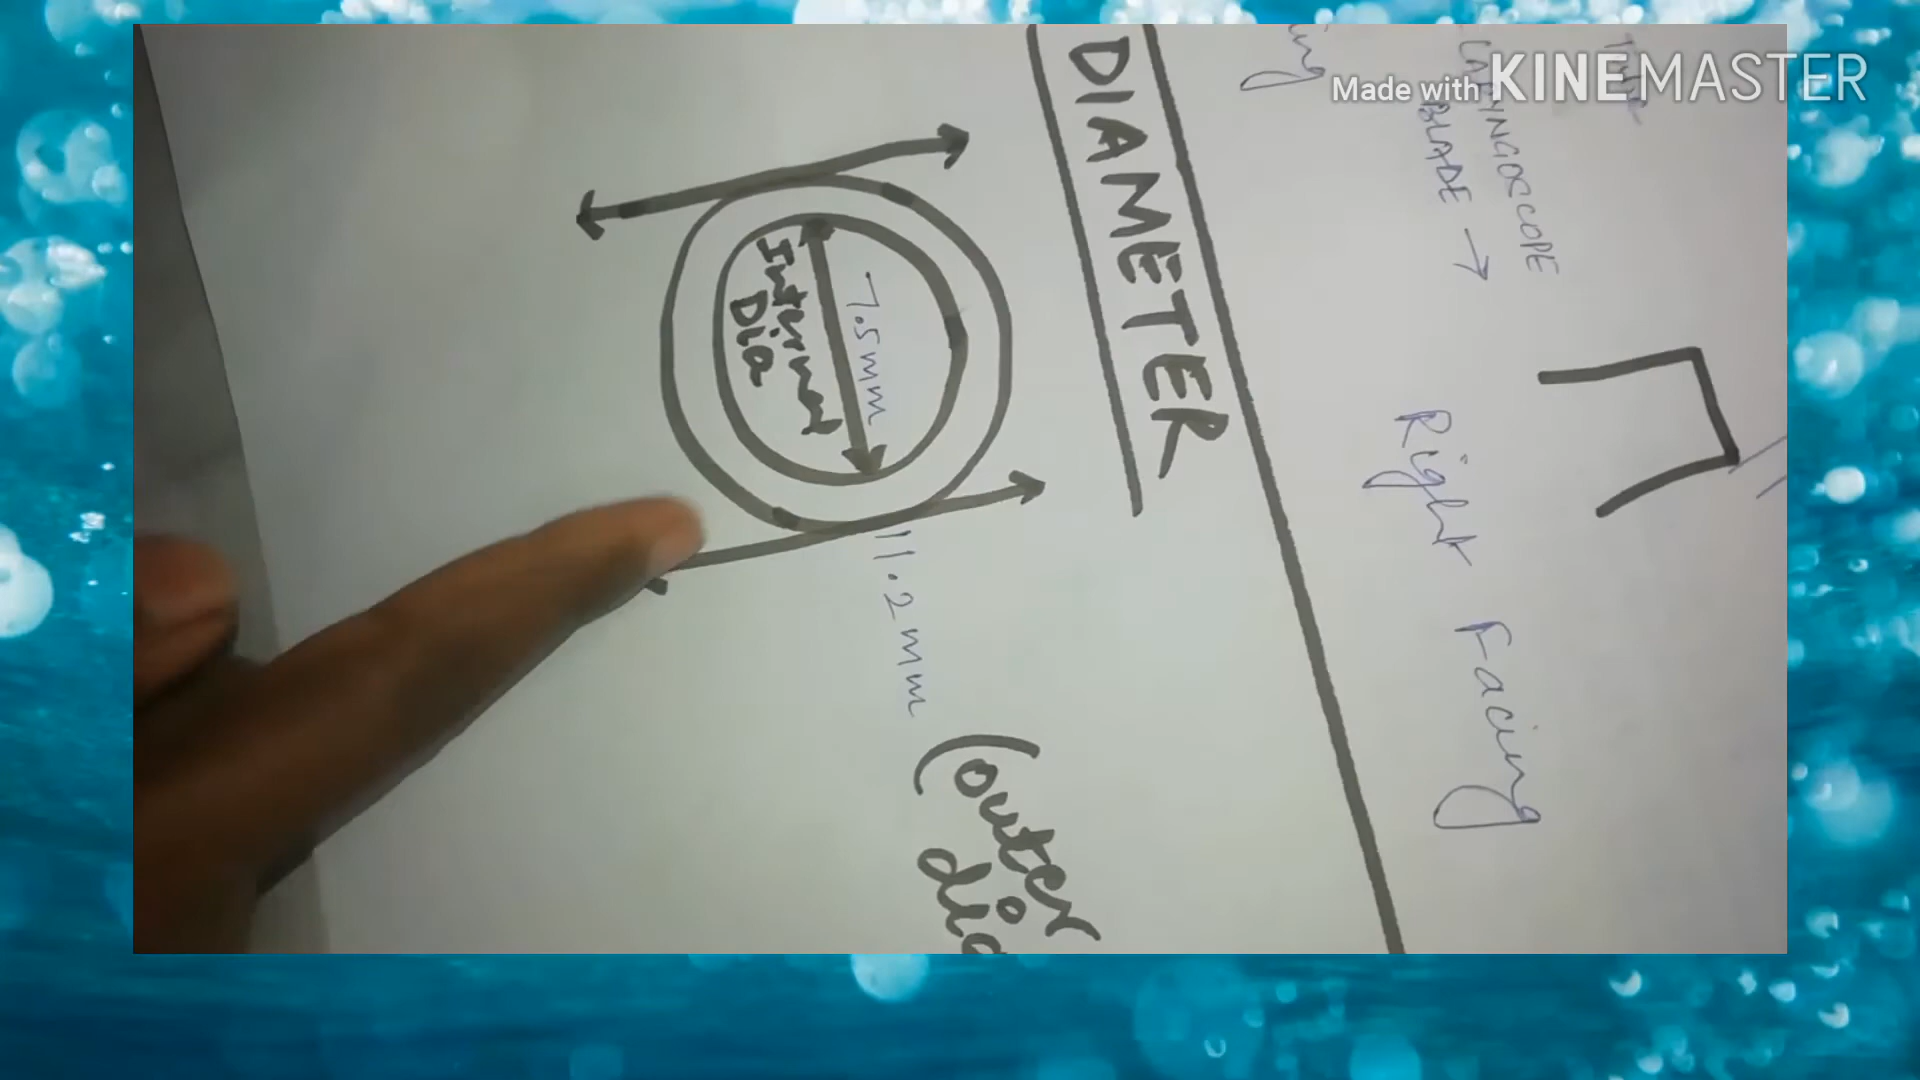 Made with KINEMASTER
LARYNGOSCOPE
BLADE →
Right Facing
DIAMETER
7.5mm
Internal
Dia
11.2mm (outer
dia